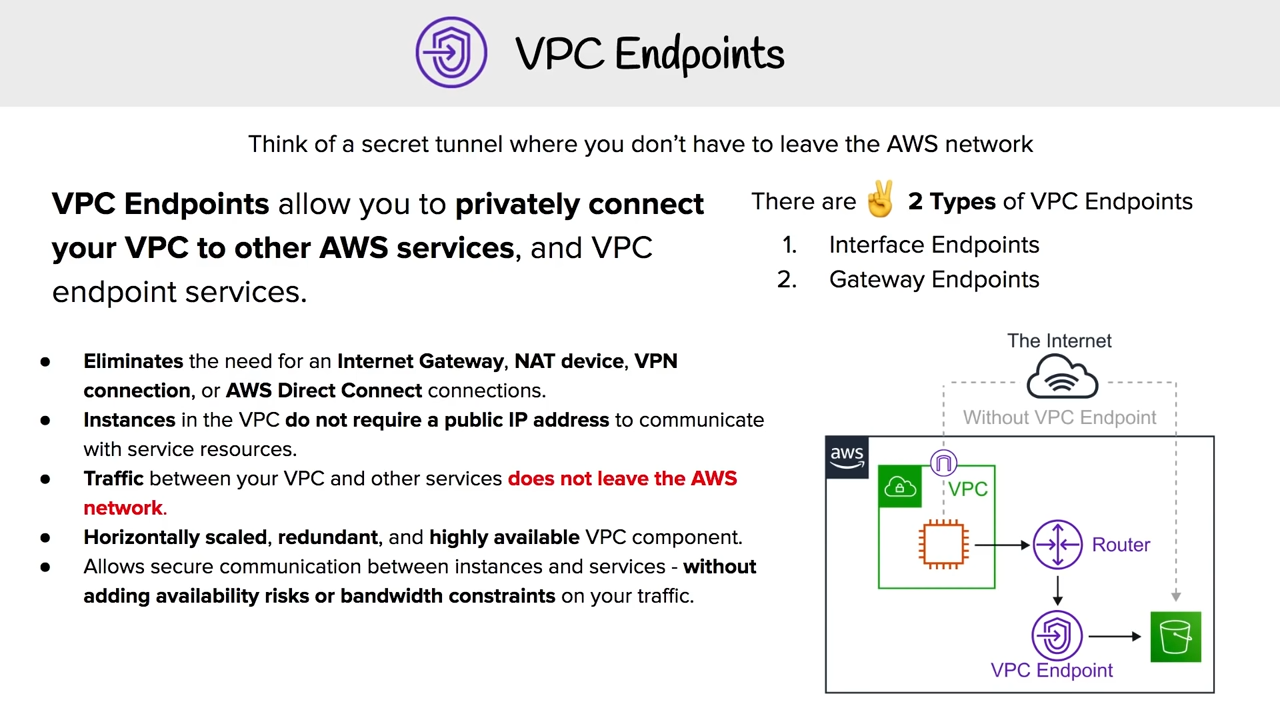 VPC Endpoints
Think of a secret tunnel where you don’t have to leave the AWS network
VPC Endpoints allow you to privately connect
your VPC to other AWS services, and VPC
endpoint services.
● Eliminates the need for an Internet Gateway, NAT device, VPN
connection, or AWS Direct Connect connections.
● Instances in the VPC do not require a public IP address to communicate
with service resources.
● Traffic between your VPC and other services does not leave the AWS
network.
● Horizontally scaled, redundant, and highly available VPC component.
● Allows secure communication between instances and services - without
adding availability risks or bandwidth constraints on your traffic.
There are ✌️ 2 Types of VPC Endpoints
1. Interface Endpoints
2. Gateway Endpoints
The Internet
Without VPC Endpoint
aws
VPC
Router
VPC Endpoint